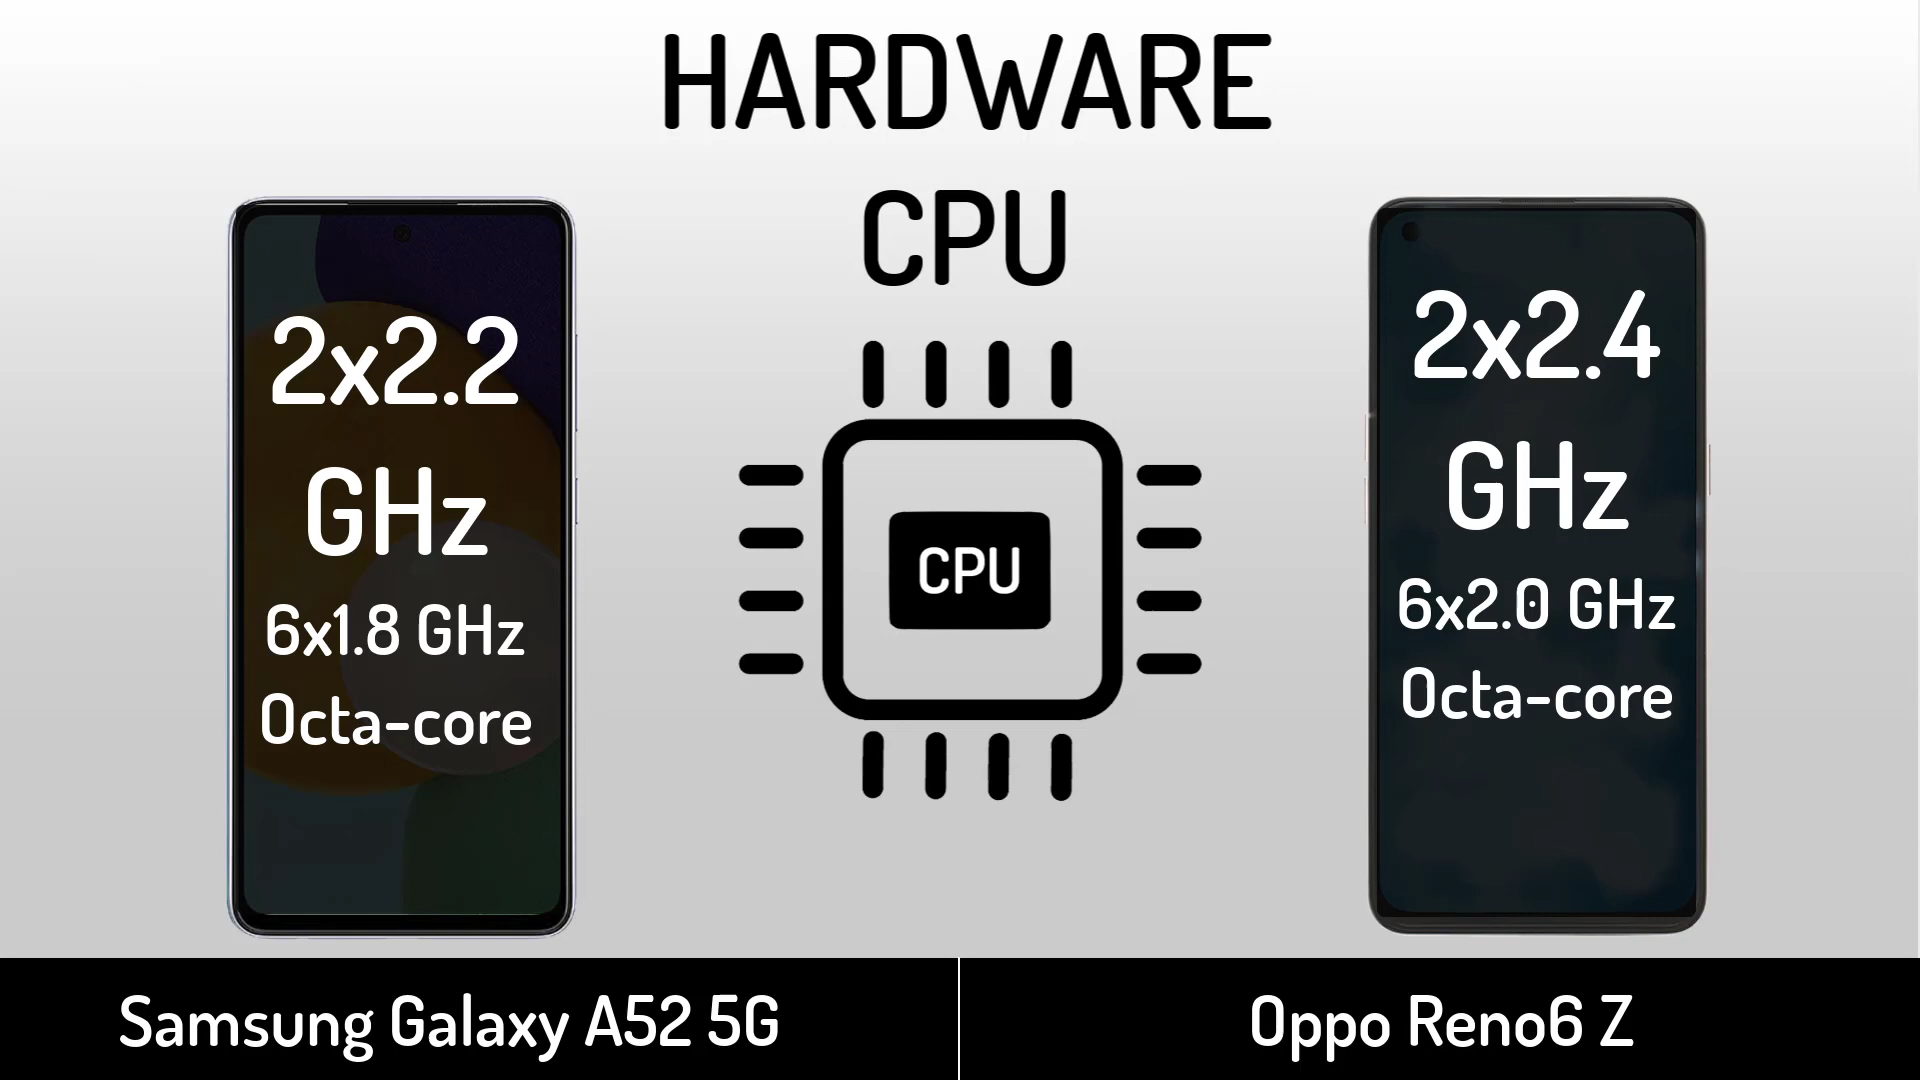 HARDWARE
CPU
2x2.2
GHz
6x1.8 GHz
Octa-core
CPU
2x2.4
GHz
6x2.0 GHz
Octa-core
Samsung Galaxy A52 5G
Oppo Reno6 Z